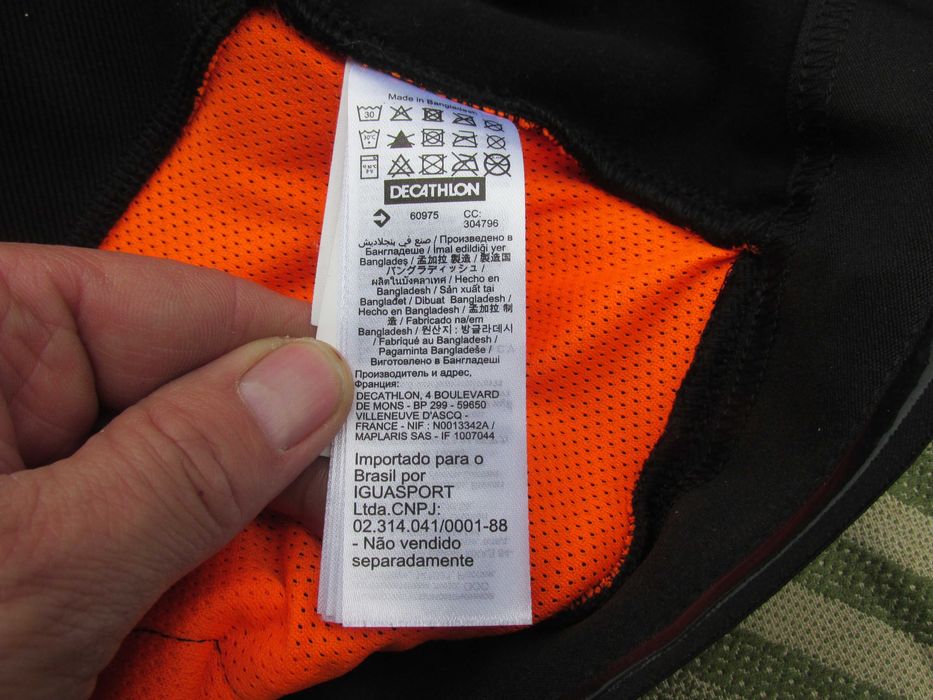 Made in Bangladesh
30
30°C
DECATHLON
60975 CC:
304796
صنع في بنجلاديش / Произведено в
Бангладеше / İmal edildiği yer
Bangladeş / 孟加拉 製造 / 製造国
バングラディッシュ /
ผลิตในบังคลาเทศ / Hecho en
Bangladesh / Sản xuất tại
Bangladet / Dibuat Bangladesh /
Hecho en Bangladesh / 孟加拉 制
造 / Fabricado na/em
Bangladesh / 원산지 : 방글라데시
/ Fabriqué au Bangladesh /
Pagaminta Bangladeše /
Виготовлено в Бангладеші
Производитель и адрес,
Франция:
DECATHLON, 4 BOULEVARD
DE MONS - BP 299 - 59650
VILLENEUVE D'ASCQ -
FRANCE - NIF : N0013342A /
MAPLARIS SAS - IF 1007044
Importado para o
Brasil por
IGUASPORT
Ltda.CNPJ:
02.314.041/0001-88
- Não vendido
separadamente